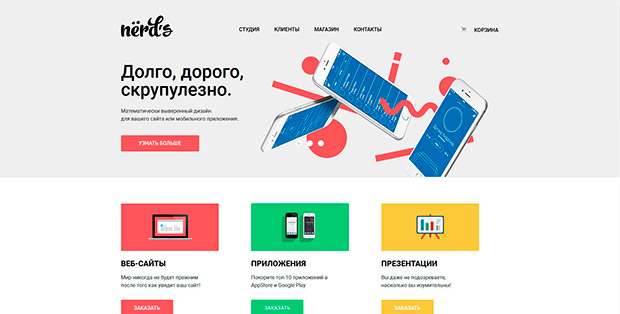 nёrd's
СТУДИЯ КЛИЕНТЫ МАГАЗИН КОНТАКТЫ КОРЗИНА
Долго, дорого,
скрупулезно.
Математически выверенный дизайн
для вашего сайта или мобильного приложения.
УЗНАТЬ БОЛЬШЕ
ВЕБ-САЙТЫ ПРИЛОЖЕНИЯ ПРЕЗЕНТАЦИИ
Мир никогда не будет прежним
после того как увидит ваш сайт!
Покорите топ-10 приложений в
AppStore и Google Play
Вы даже не подозреваете,
насколько вы изумительны!
ЗАКАЗАТЬ ЗАКАЗАТЬ ЗАКАЗАТЬ